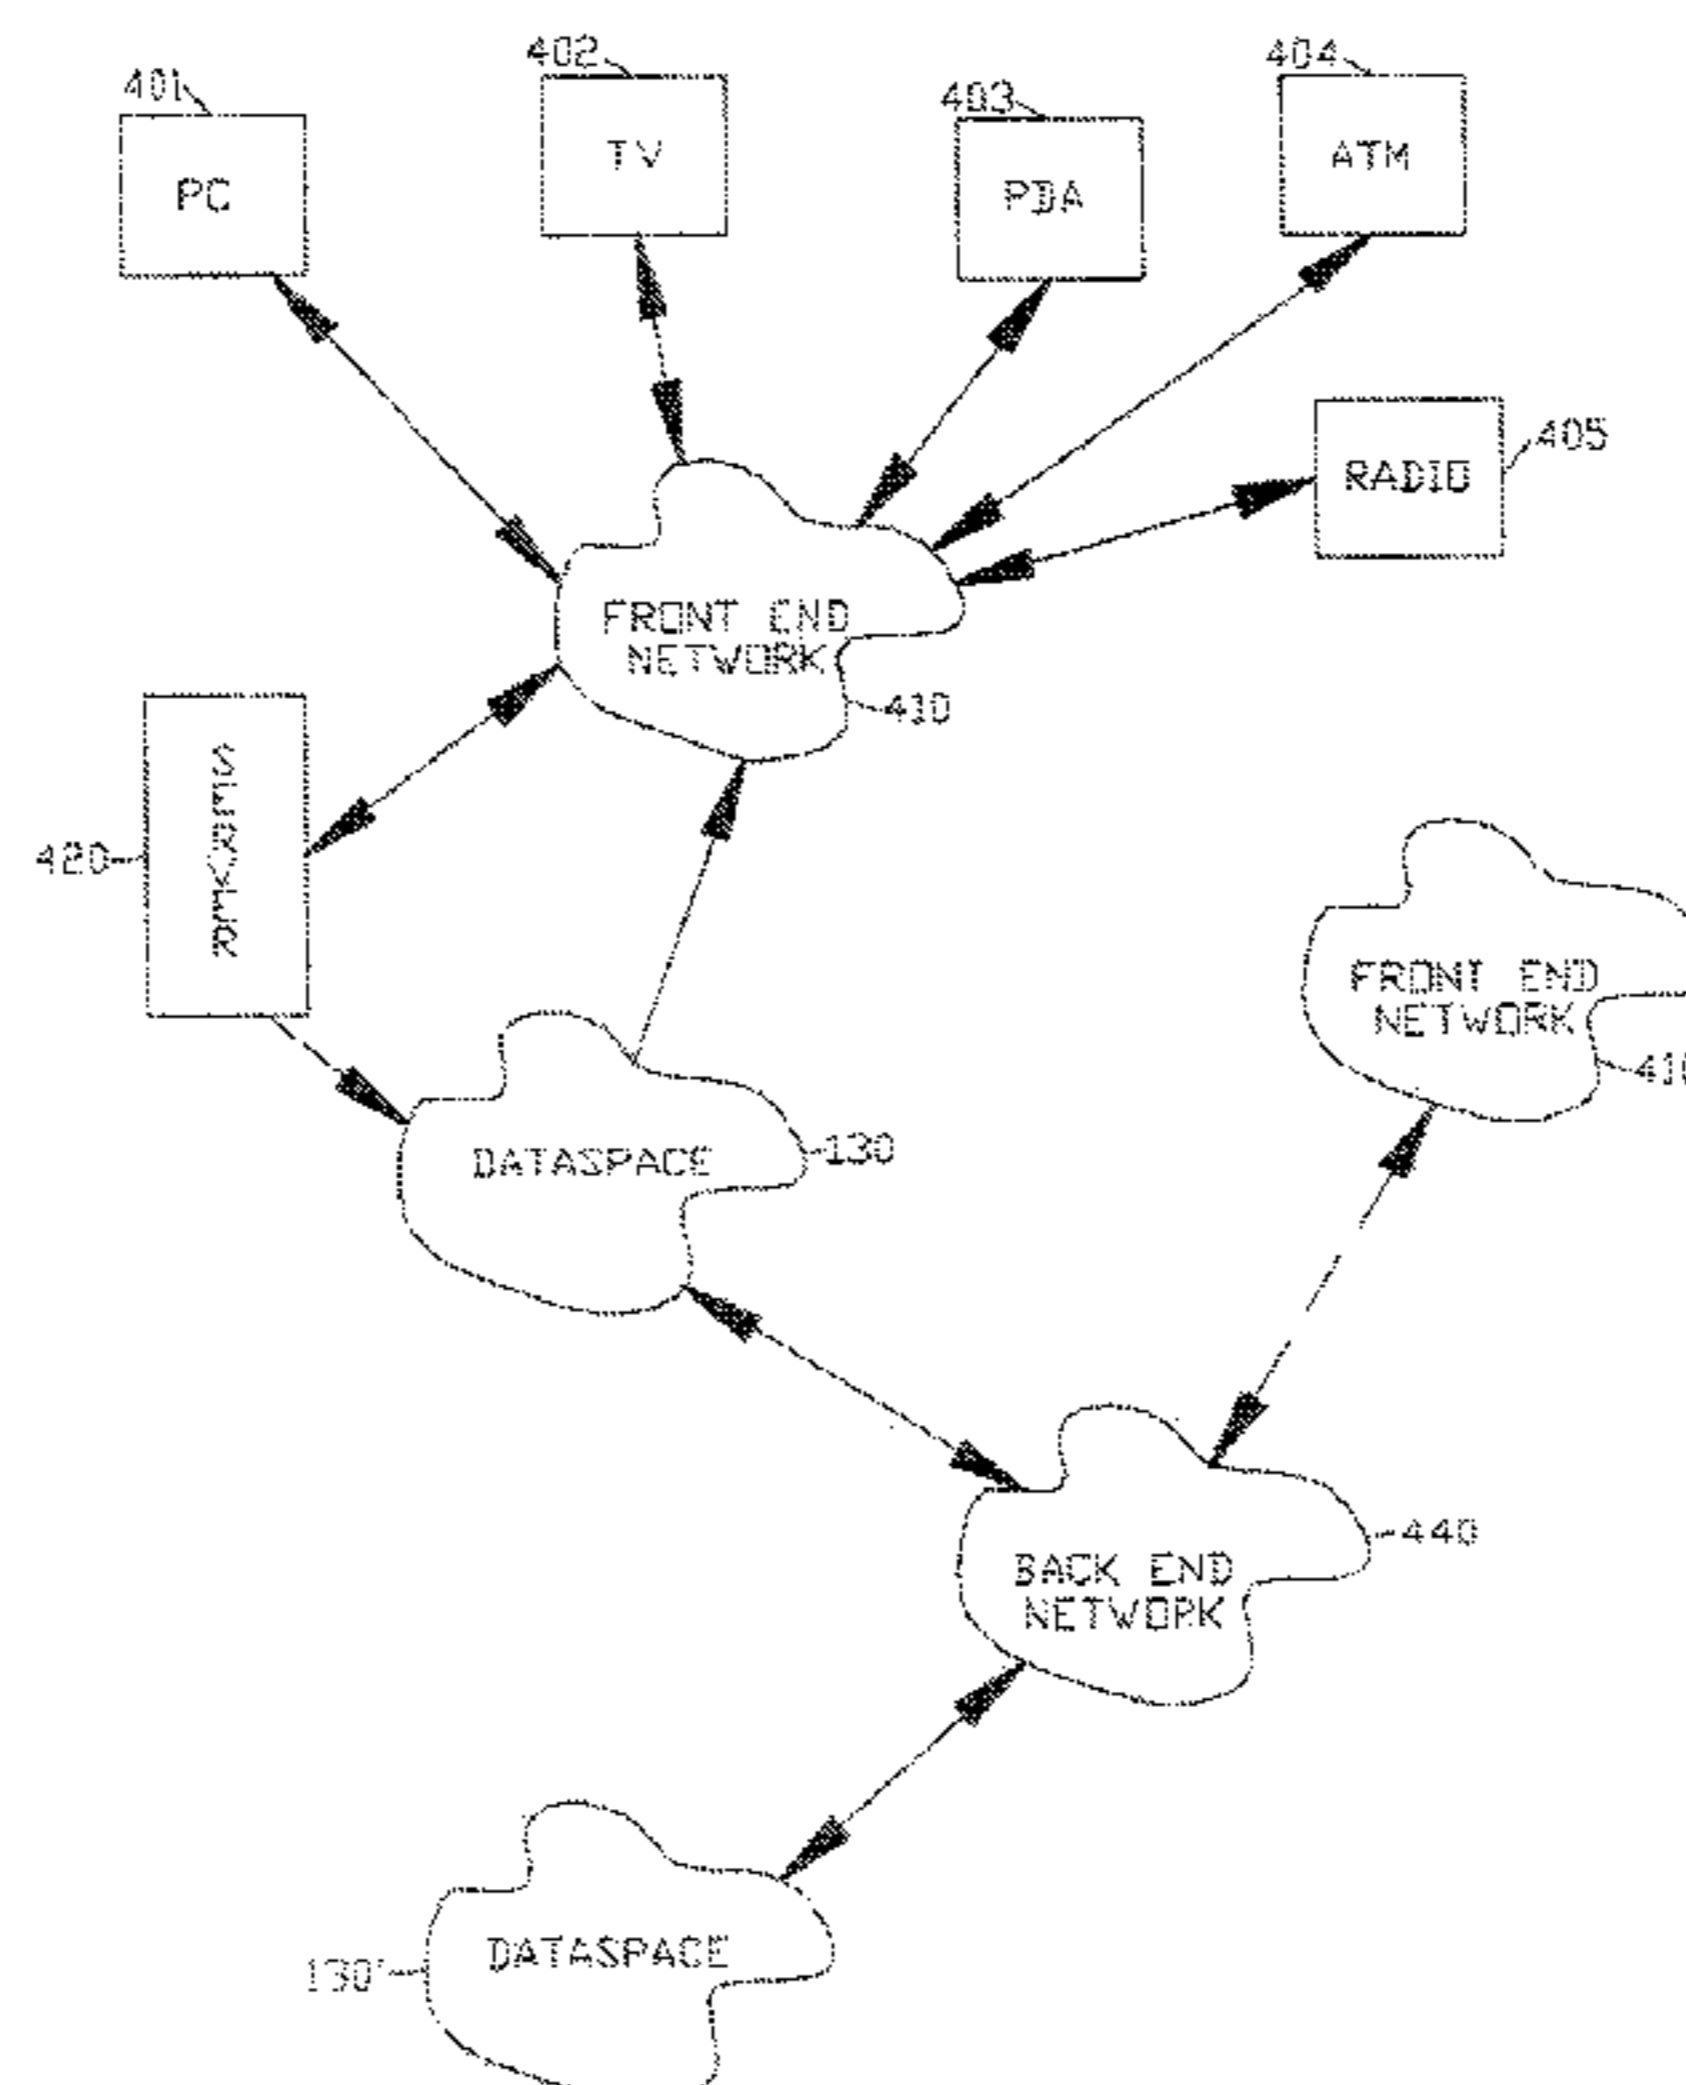 401
402
403
404
PC
TV
PDA
ATM
RADIO
405
FRONT END
NETWORK
410
420
FRONT END
NETWORK
DATASPACE
130
BACK END
NETWORK
440
DATASPACE
130'